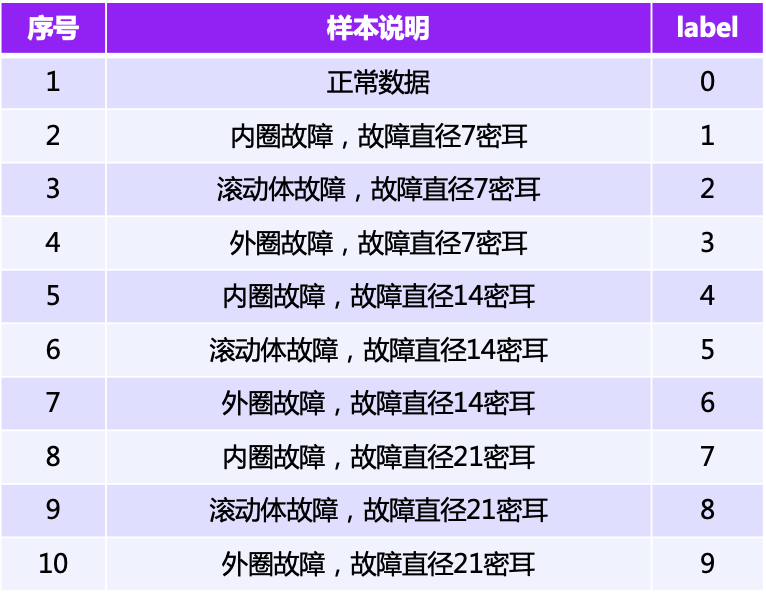 序号 样本说明 label
1 正常数据 0
2 内圈故障，故障直径7密耳 1
3 滚动体故障，故障直径7密耳 2
4 外圈故障，故障直径7密耳 3
5 内圈故障，故障直径14密耳 4
6 滚动体故障，故障直径14密耳 5
7 外圈故障，故障直径14密耳 6
8 内圈故障，故障直径21密耳 7
9 滚动体故障，故障直径21密耳 8
10 外圈故障，故障直径21密耳 9